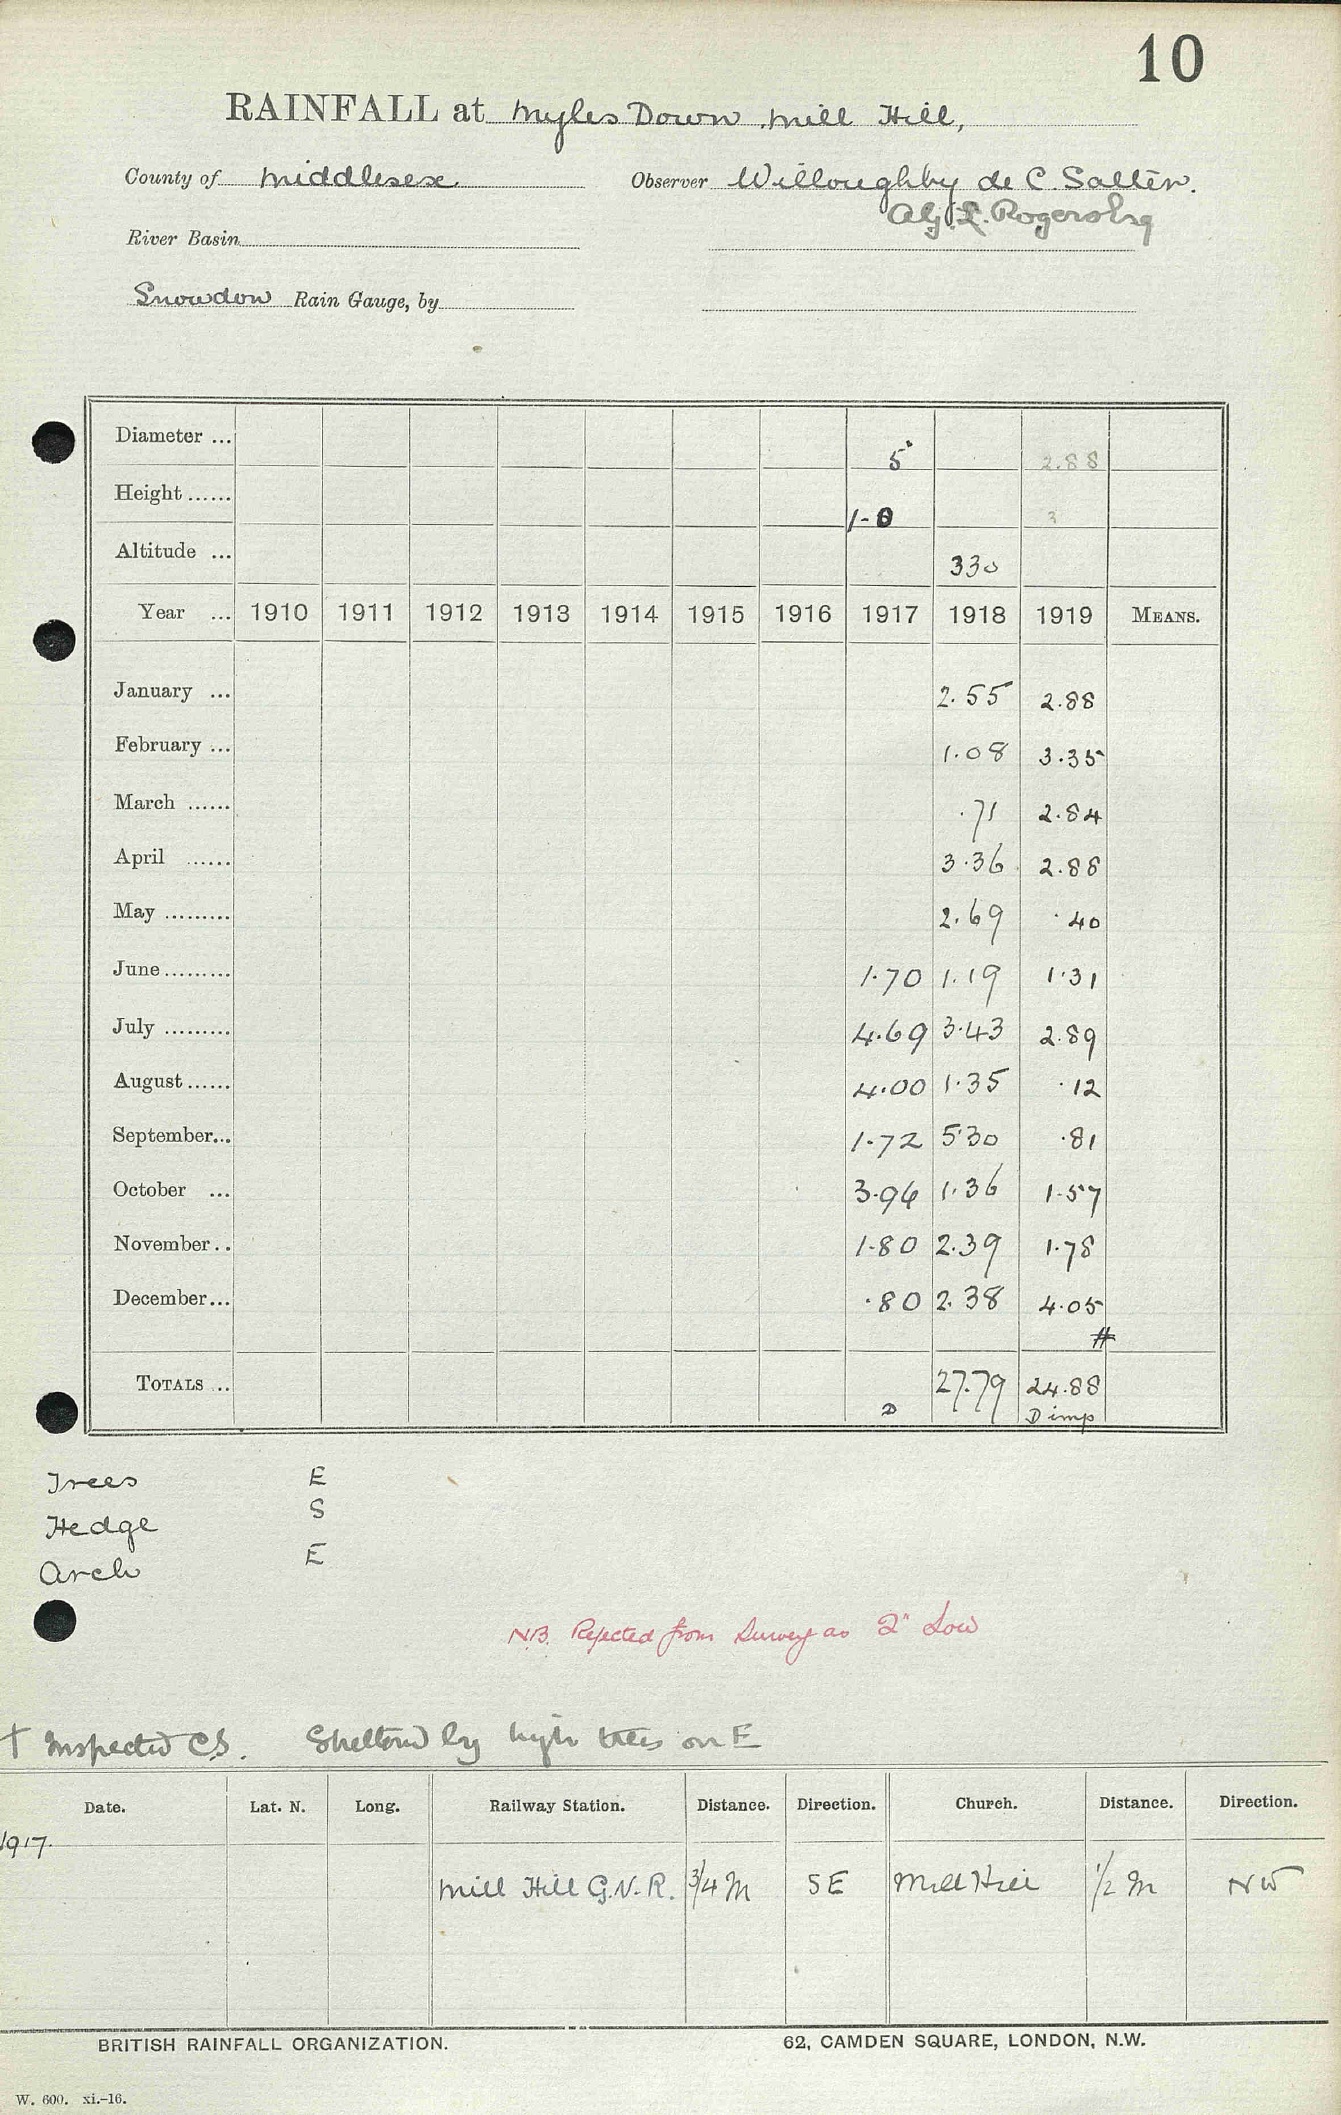 10
RAINFALL at Myles Down, Mill Hill,
County of Middlesex Observer Willoughby de C. Salter.
L. Rogers Esq
River Basin
Snowdon Rain Gauge, by
Diameter ... 5" 2.88
Height ...... 1-0 3
Altitude ... 330
Year ... 1910 1911 1912 1913 1914 1915 1916 1917 1918 1919 MEANS.
January ... 2.55 2.88
February ... 1.08 3.35
March ...... .71 2.84
April ...... 3.36 2.88
May ......... 2.69 .40
June ......... 1.70 1.19 1.31
July ......... 4.69 3.43 2.89
August ...... 4.00 1.35 .12
September... 1.72 5.30 .81
October ... 3.96 1.36 1.57
November .. 1.80 2.39 1.78
December... .80 2.38 4.05
#
TOTALS .. 27.79 24.88
D D imp
Trees E
Hedge S
Arch E
N.B. Rejected from Survey as 2" Low
† Inspected C.S. Sheltered by high trees on E
Date. Lat. N. Long. Railway Station. Distance. Direction. Church. Distance. Direction.
1917.
Mill Hill G.N.R. 3/4 M SE Mill Hill 1/2 M NW
BRITISH RAINFALL ORGANIZATION. 62, CAMDEN SQUARE, LONDON, N.W.
W. 600. xi.-16.